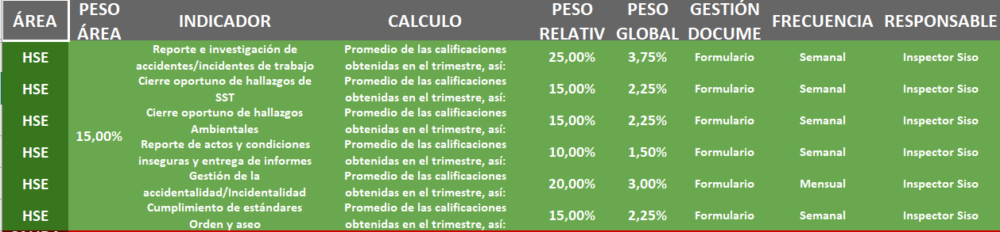 ÁREA PESO ÁREA INDICADOR CALCULO PESO RELATIV PESO GLOBAL GESTIÓN DOCUME FRECUENCIA RESPONSABLE
HSE 15,00% Reporte e investigación de accidentes/incidentes de trabajo Promedio de las calificaciones obtenidas en el trimestre, así: 25,00% 3,75% Formulario Semanal Inspector Siso
HSE Cierre oportuno de hallazgos de SST Promedio de las calificaciones obtenidas en el trimestre, así: 15,00% 2,25% Formulario Semanal Inspector Siso
HSE Cierre oportuno de hallazgos Ambientales Promedio de las calificaciones obtenidas en el trimestre, así: 15,00% 2,25% Formulario Semanal Inspector Siso
HSE Reporte de actos y condiciones inseguras y entrega de informes Promedio de las calificaciones obtenidas en el trimestre, así: 10,00% 1,50% Formulario Semanal Inspector Siso
HSE Gestión de la accidentalidad/Incidentalidad Promedio de las calificaciones obtenidas en el trimestre, así: 20,00% 3,00% Formulario Mensual Inspector Siso
HSE Cumplimiento de estándares Orden y aseo Promedio de las calificaciones obtenidas en el trimestre, así: 15,00% 2,25% Formulario Semanal Inspector Siso